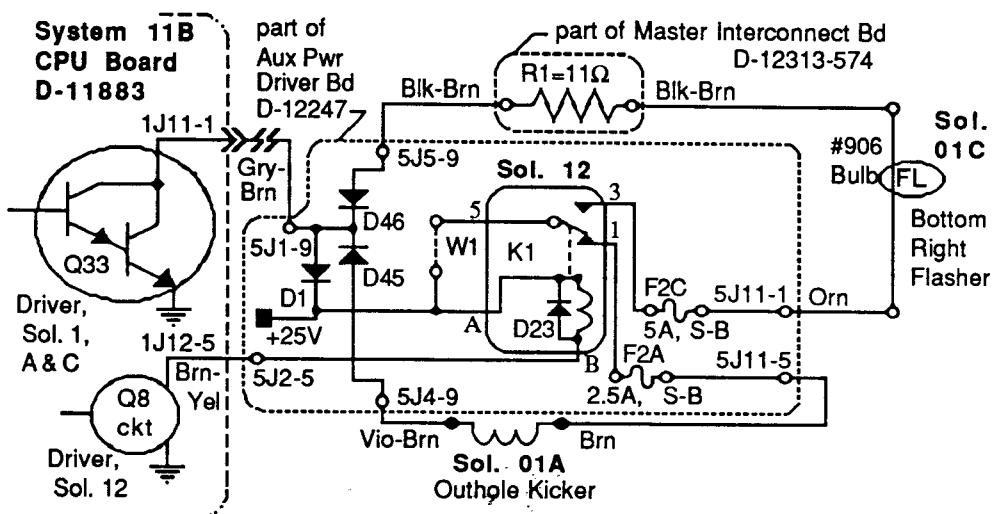 System 11B
CPU Board
D-11883
part of
Aux Pwr
Driver Bd
D-12247
part of Master Interconnect Bd
D-12313-574
R1=11Ω
Blk-Brn
Blk-Brn
1J11-1
Gry-
Brn
5J5-9
Sol. 12
#906
Bulb
FL
Sol.
01C
Bottom
Right
Flasher
Q33
Driver,
Sol. 1,
A & C
5J1-9
D46
D45
D1
+25V
W1
5
K1
3
1
A
D23
B
F2C
5A, S-B
5J11-1
Orn
F2A
2.5A, S-B
5J11-5
1J12-5
Brn-
Yel
5J2-5
Q8
ckt
Driver,
Sol. 12
5J4-9
Vio-Brn
Brn
Sol. 01A
Outhole Kicker